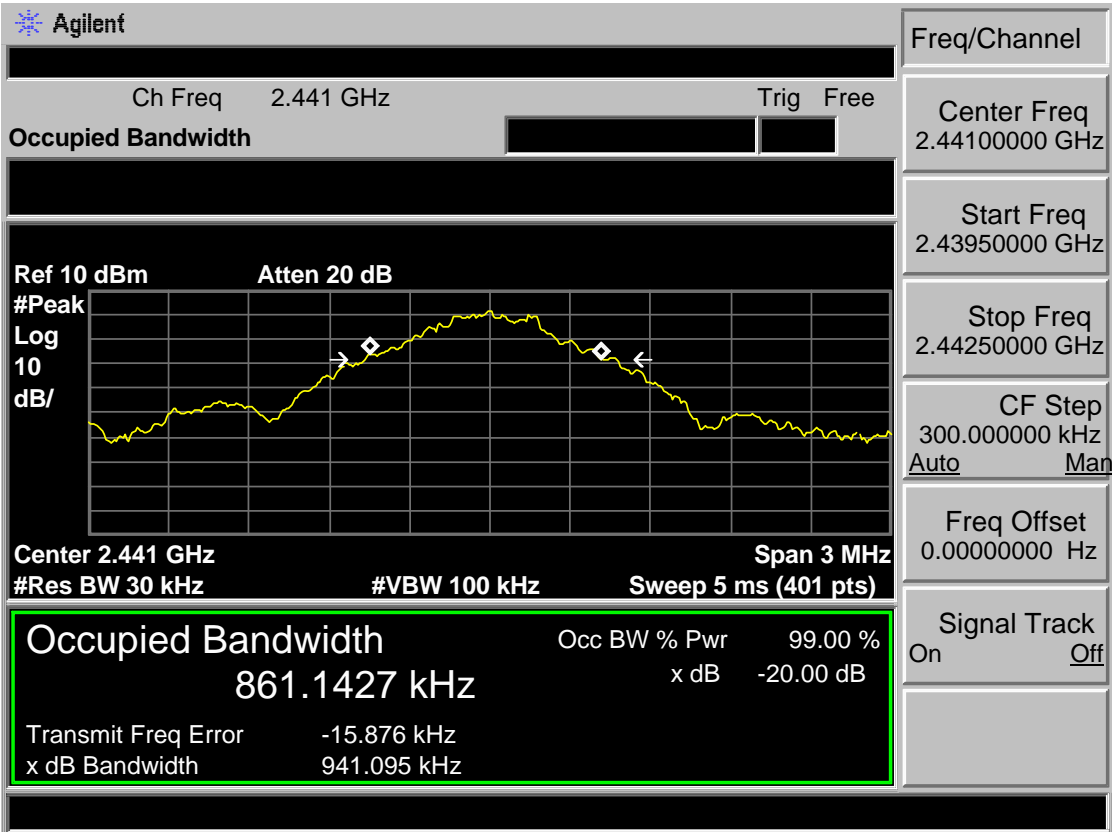 Agilent
Freq/Channel
Ch Freq 2.441 GHz Trig Free
Occupied Bandwidth
Center Freq
2.44100000 GHz
Start Freq
2.43950000 GHz
Stop Freq
2.44250000 GHz
CF Step
300.000000 kHz
Auto Man
Freq Offset
0.00000000 Hz
Signal Track
On Off
Ref 10 dBm Atten 20 dB
#Peak
Log
10
dB/
Center 2.441 GHz Span 3 MHz
#Res BW 30 kHz #VBW 100 kHz Sweep 5 ms (401 pts)
Occupied Bandwidth
861.1427 kHz
Occ BW % Pwr 99.00 %
x dB -20.00 dB
Transmit Freq Error -15.876 kHz
x dB Bandwidth 941.095 kHz